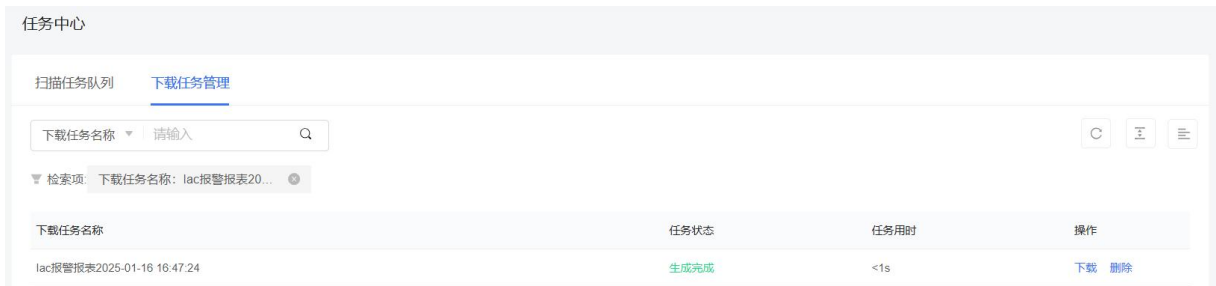 任务中心
扫描任务队列 下载任务管理
下载任务名称 请输入
检索项: 下载任务名称：Iac报警报表20...
下载任务名称 任务状态 任务用时 操作
Iac报警报表2025-01-16 16:47:24 生成完成 <1s 下载 删除